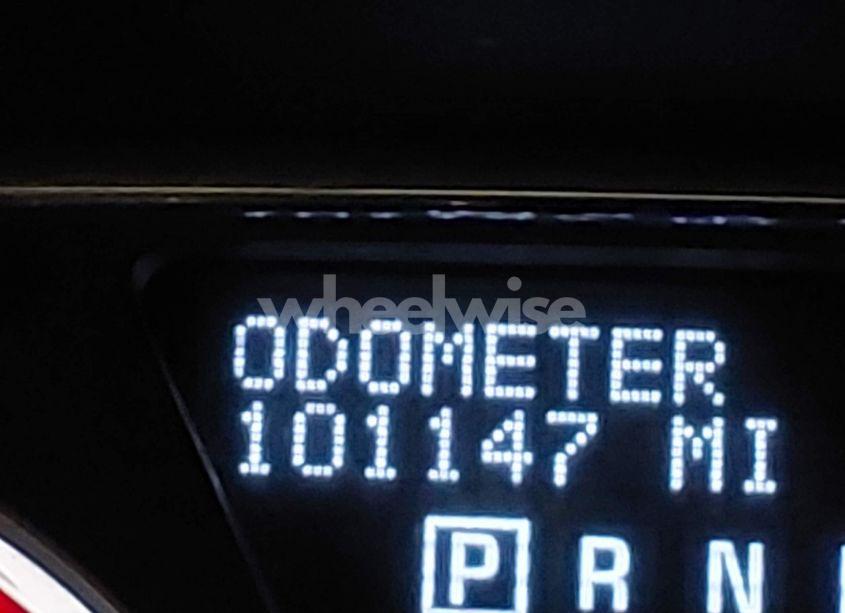 wheelwise
ODOMETER
101147 MI
P R N